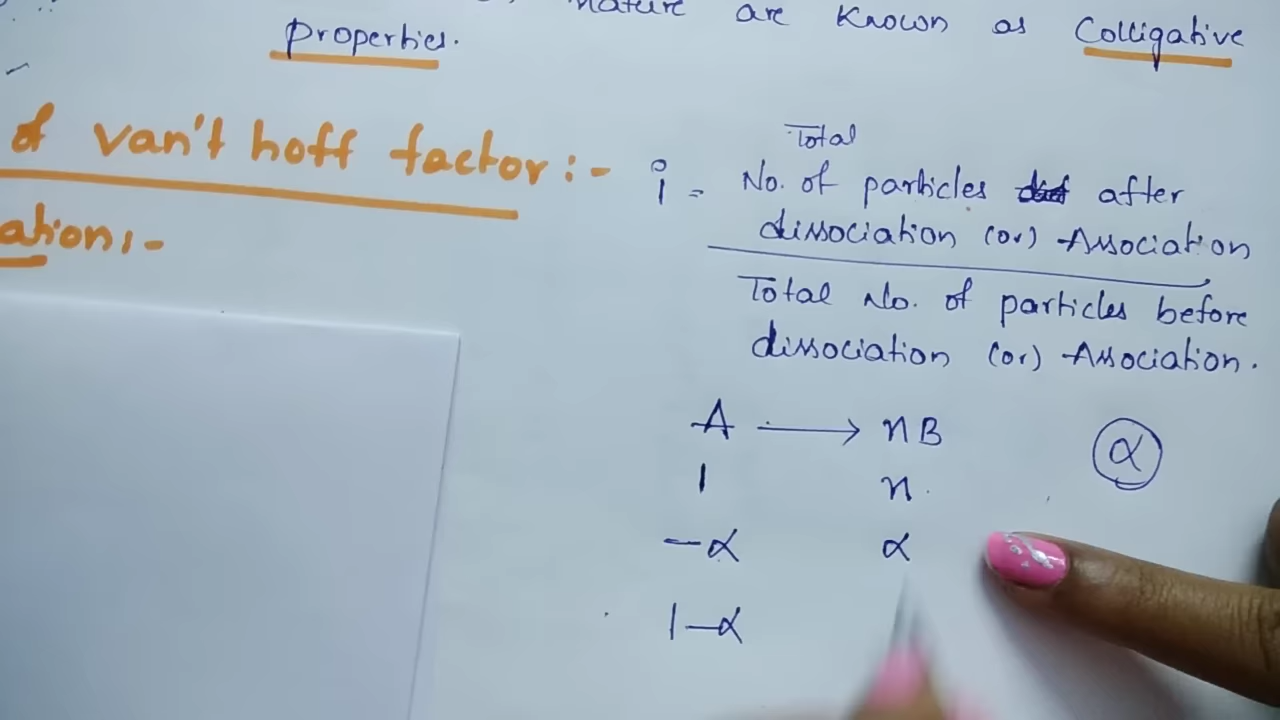 nature are known as Colligative
properties.
of van't hoff factor:-
Total
i = No. of particles after
dissociation (or) Association
Total No. of particles before
dissociation (or) Association.
A → nB
1 n
-α α
1-α
α